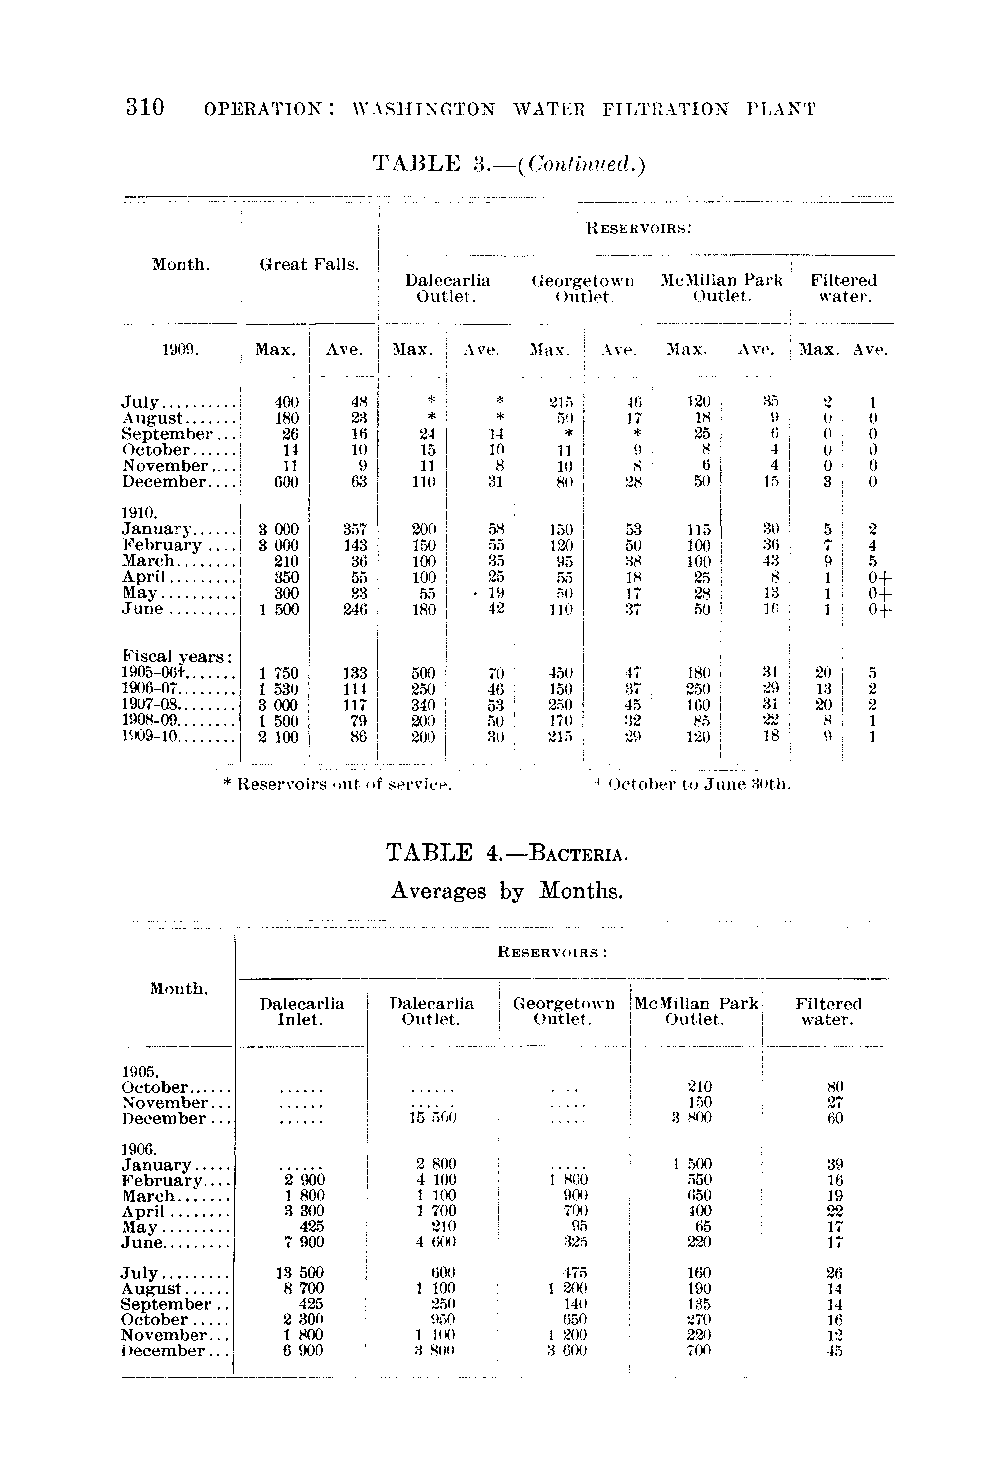 310 OPERATION: WASHINGTON WATER FILTRATION PLANT
TABLE 3.—(Continued.)
RESERVOIRS:
Month. Great Falls.
Dalecarlia Georgetown McMillan Park Filtered
Outlet. Outlet. Outlet. water.
1909. Max. Ave. Max. Ave. Max. Ave. Max. Ave. Max. Ave.
July.......... 400 48 * * 215 46 120 35 2 1
August....... 180 23 * * 50 17 18 9 0 0
September... 26 16 24 14 * * 25 6 0 0
October...... 14 10 15 10 11 9 8 4 0 0
November.... 11 9 11 8 10 8 6 4 0 0
December.... 600 63 110 31 80 28 50 15 3 0
1910.
January...... 3 000 357 200 58 150 53 115 30 5 2
February .... 3 000 143 150 55 120 50 100 36 7 4
March........ 210 36 100 35 95 38 100 43 9 5
April......... 350 55 100 25 55 18 25 8 1 0+
May.......... 300 23 55 19 50 17 28 13 1 0+
June ......... 1 500 246 180 42 110 37 50 16 1 0+
Fiscal years:
1905-06†....... 1 750 133 500 70 450 47 180 31 20 5
1906-07........ 1 530 111 250 46 150 37 250 29 13 2
1907-08........ 3 000 117 340 53 250 45 160 31 20 2
1908-09........ 1 500 79 200 50 170 32 85 22 8 1
1909-10........ 2 100 86 200 30 215 29 120 18 9 1
* Reservoirs out of service. † October to June 30th.
TABLE 4.—BACTERIA.
Averages by Months.
RESERVOIRS:
Month.
Dalecarlia Dalecarlia Georgetown McMillan Park Filtered
Inlet. Outlet. Outlet. Outlet. water.
1905.
October...... ...... ...... .... 210 80
November... ...... ...... ..... 150 27
December... ...... 15 500 ..... 3 800 60
1906.
January..... ...... 2 800 ..... 1 500 39
February.... 2 900 4 100 1 800 550 16
March....... 1 800 1 100 900 650 19
April........ 3 300 1 700 700 400 22
May......... 425 210 95 65 17
June......... 7 900 4 600 325 220 17
July......... 13 500 600 475 160 26
August...... 8 700 1 100 1 200 190 14
September.. 425 250 140 135 14
October..... 2 300 950 650 270 16
November... 1 800 1 100 1 200 220 12
December... 6 900 3 800 3 600 700 45